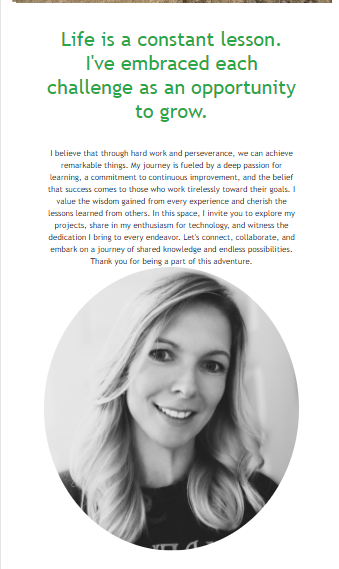 Life is a constant lesson.
I've embraced each
challenge as an opportunity
to grow.
I believe that through hard work and perseverance, we can achieve
remarkable things. My journey is fueled by a deep passion for
learning, a commitment to continuous improvement, and the belief
that success comes to those who work tirelessly toward their goals. I
value the wisdom gained from every experience and cherish the
lessons learned from others. In this space, I invite you to explore my
projects, share in my enthusiasm for technology, and witness the
dedication I bring to every endeavor. Let's connect, collaborate, and
embark on a journey of shared knowledge and endless possibilities.
Thank you for being a part of this adventure.